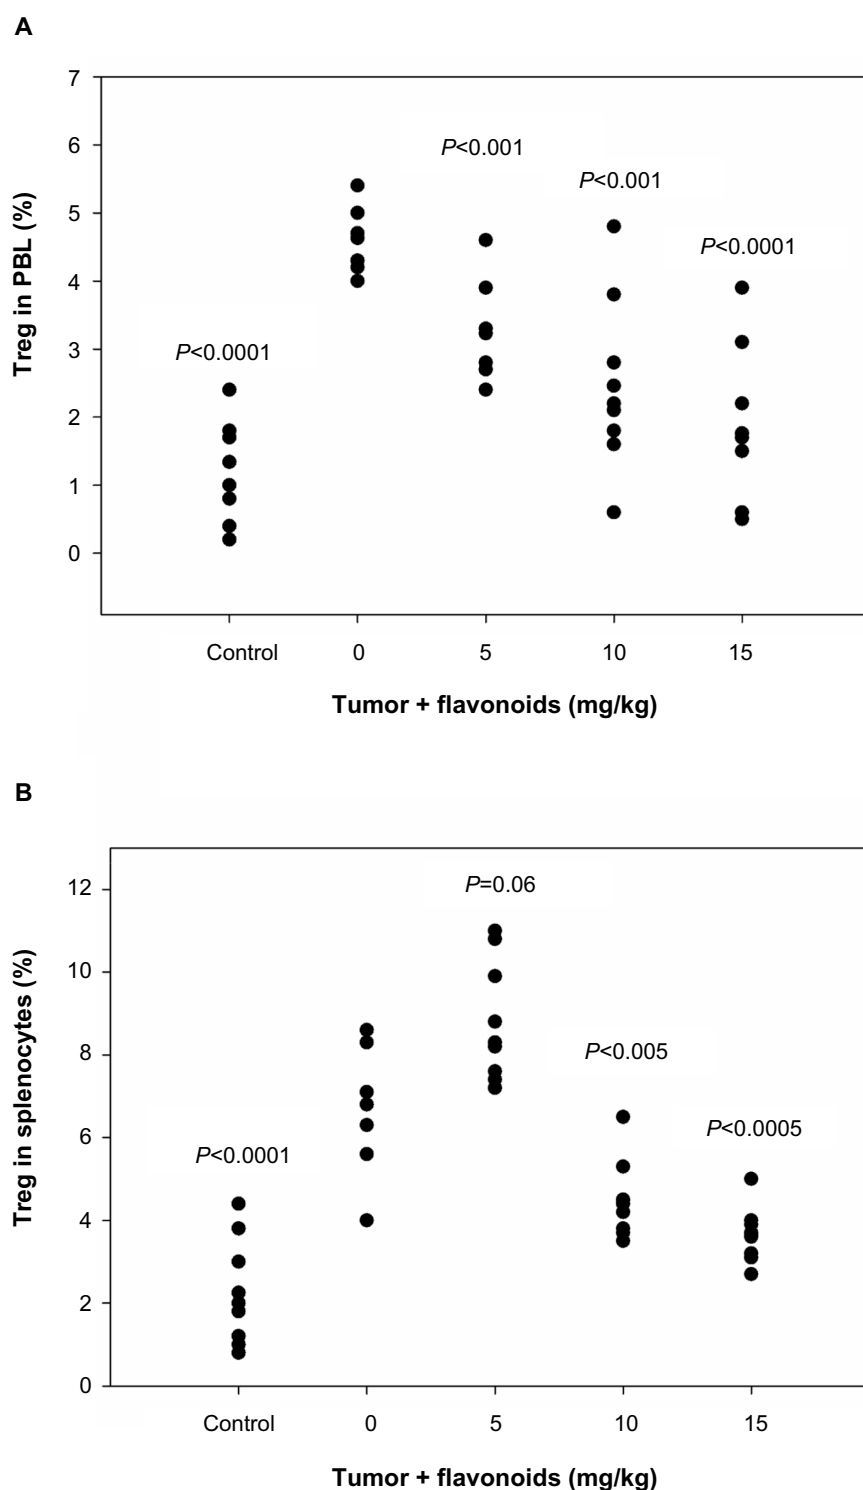 A
7
6
5
4
3
2
1
0
Treg in PBL (%)
P<0.0001
P<0.001
P<0.001
P<0.0001
Control 0 5 10 15
Tumor + flavonoids (mg/kg)
B
12
10
8
6
4
2
0
Treg in splenocytes (%)
P<0.0001
P=0.06
P<0.005
P<0.0005
Control 0 5 10 15
Tumor + flavonoids (mg/kg)